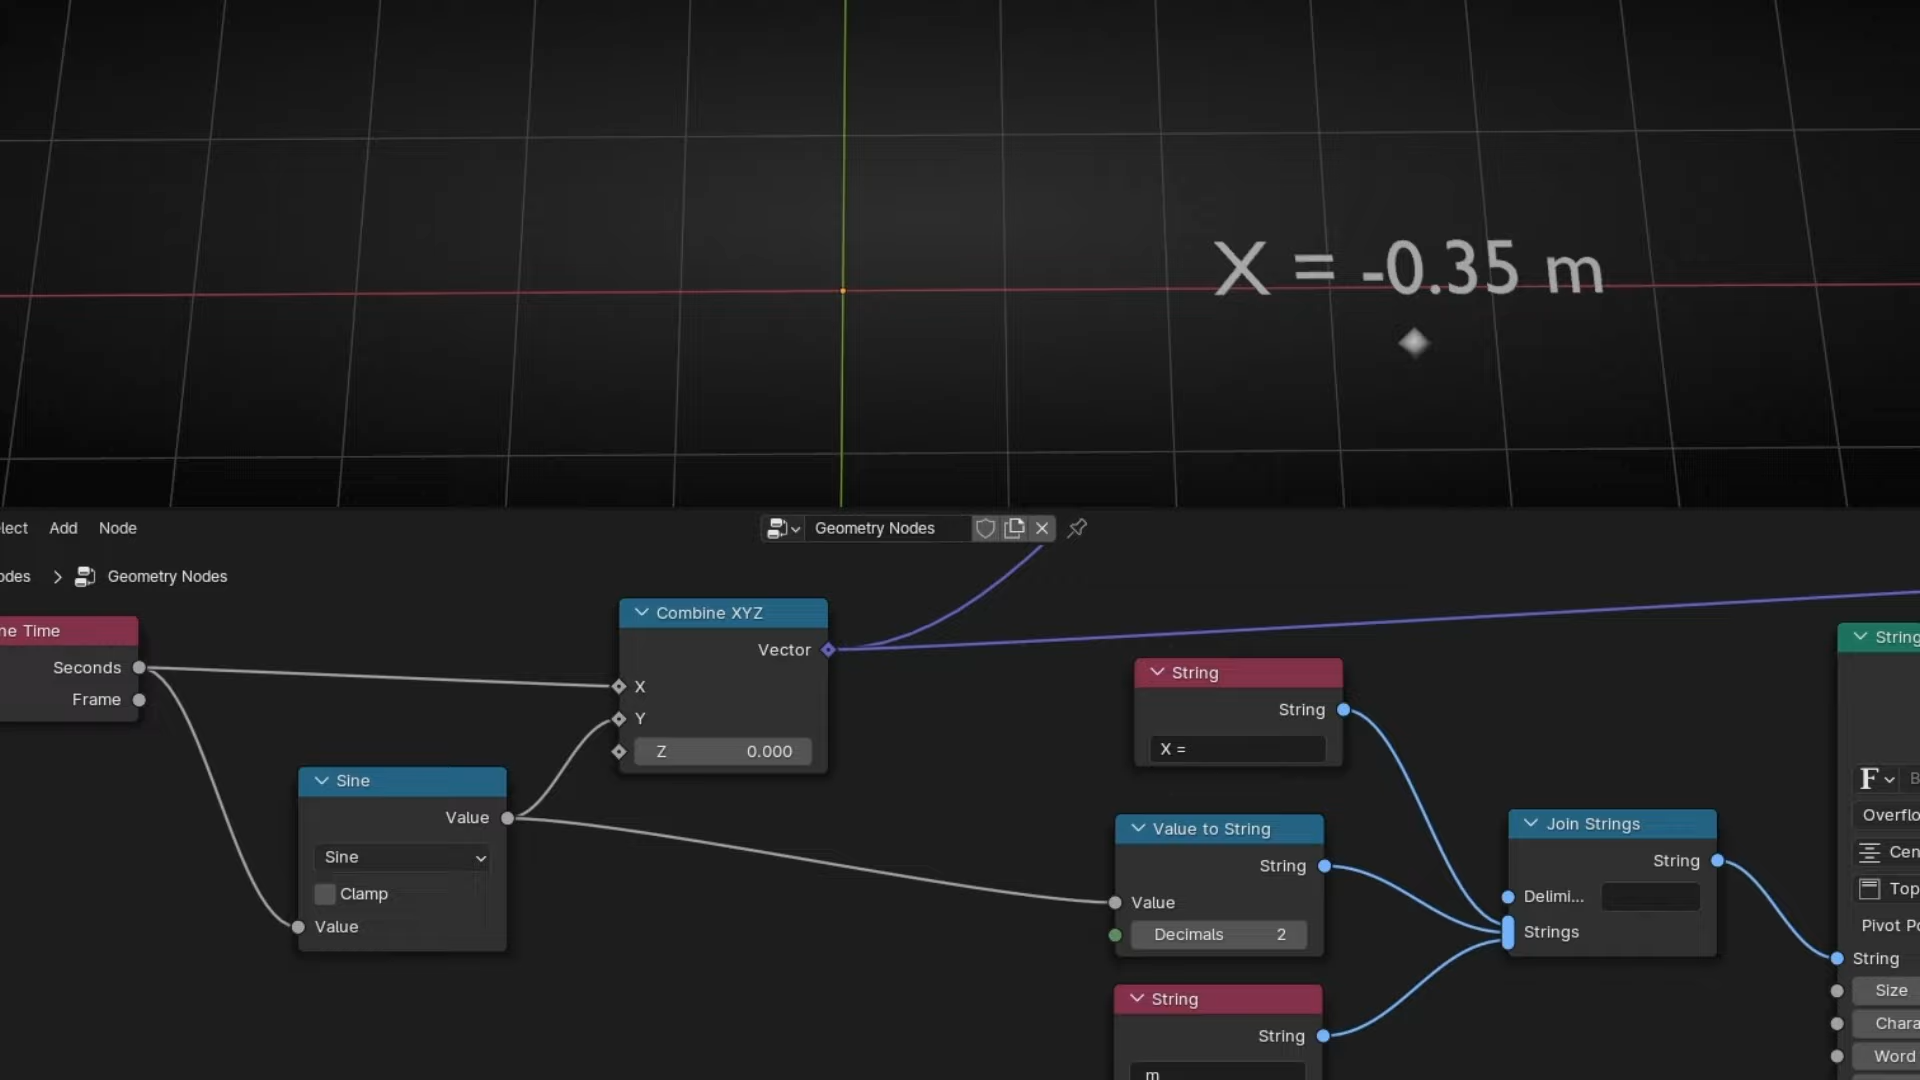 X = -0.35 m
lect Add Node
Geometry Nodes
odes > Geometry Nodes
ne Time
Seconds
Frame
Sine
Value
Sine
Clamp
Value
Combine XYZ
Vector
X
Y
Z 0.000
String
String
X =
Value to String
String
Value
Decimals 2
String
String
m
Join Strings
String
Delimi...
Strings
String
F B
Overflo
Cen
Top
Pivot Po
String
Size
Chara
Word